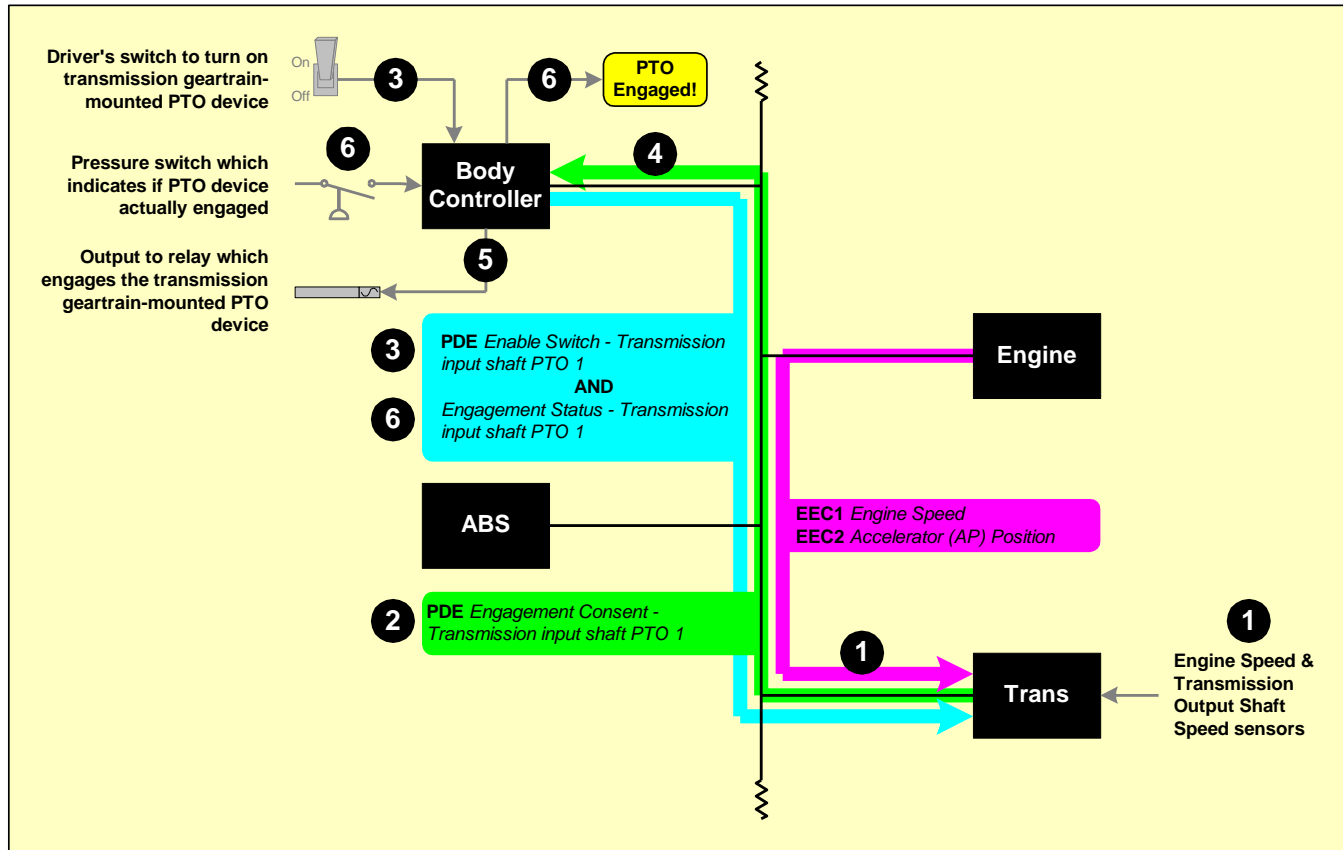 Driver's switch to turn on
transmission geartrain-
mounted PTO device
On
Off
3
6
PTO
Engaged!
Pressure switch which
indicates if PTO device
actually engaged
6
Body
Controller
4
Output to relay which
engages the transmission
geartrain-mounted PTO
device
5
3
PDE Enable Switch - Transmission
input shaft PTO 1
AND
6
Engagement Status - Transmission
input shaft PTO 1
Engine
ABS
EEC1 Engine Speed
EEC2 Accelerator (AP) Position
2
PDE Engagement Consent -
Transmission input shaft PTO 1
1
Trans
1
Engine Speed &
Transmission
Output Shaft
Speed sensors